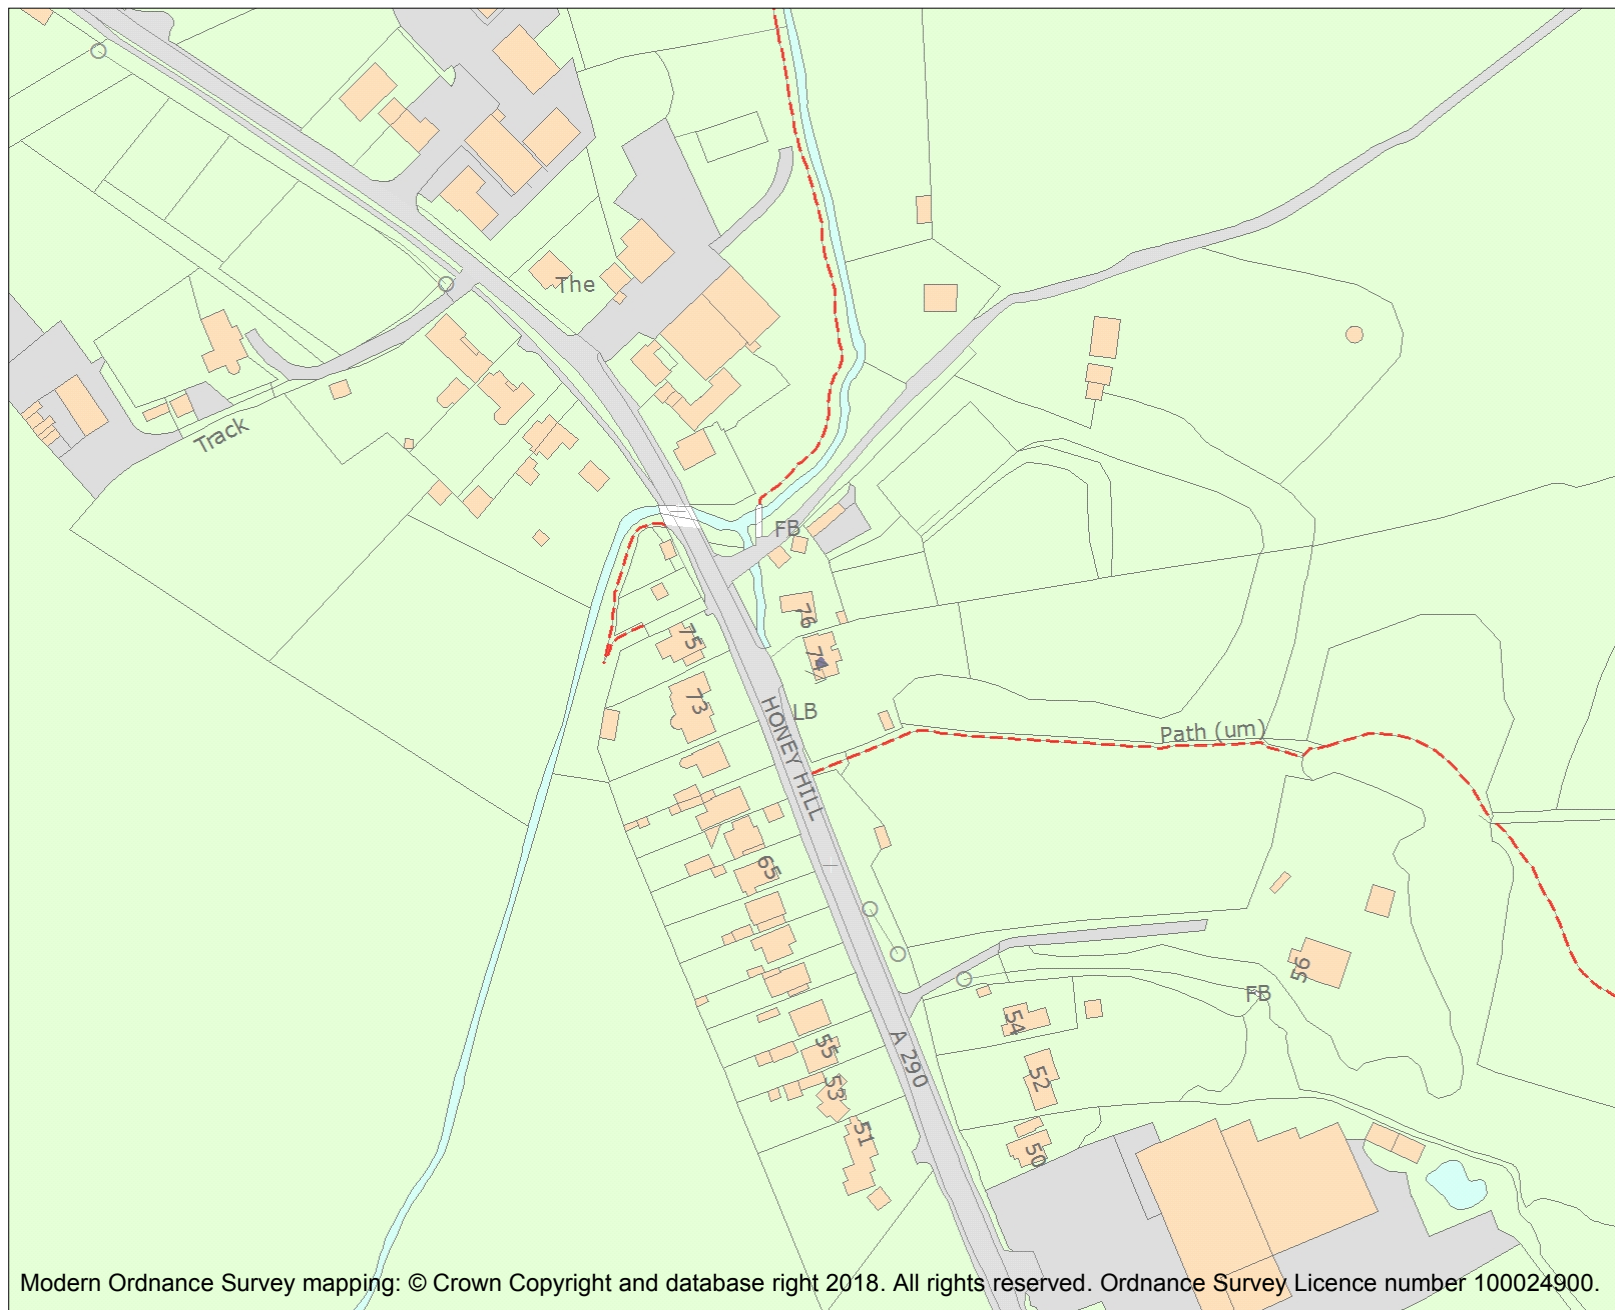 The
Track
FB
76
74
75
73
LB
HONEY HILL
Path (um)
65
56
FB
54
55
A 290
52
53
51
50
Modern Ordnance Survey mapping: © Crown Copyright and database right 2018. All rights reserved. Ordnance Survey Licence number 100024900.